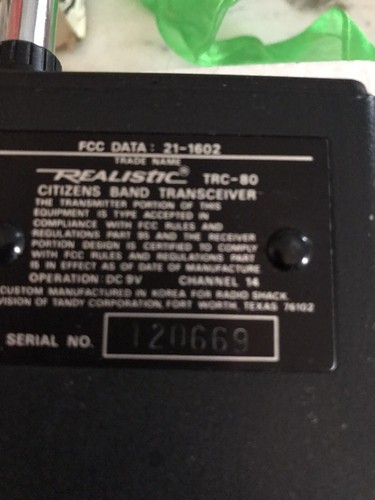 FCC DATA: 21-1602
TRADE NAME
REALISTIC® TRC-80
CITIZENS BAND TRANSCEIVER
THE TRANSMITTER PORTION OF THIS
EQUIPMENT IS TYPE ACCEPTED IN
COMPLIANCE WITH FCC RULES AND
REGULATIONS PART 95 AND THE RECEIVER
PORTION DESIGN IS CERTIFIED TO COMPLY
WITH FCC RULES AND REGULATIONS PART
15 IN EFFECT AS OF DATE OF MANUFACTURE
OPERATION: DC 9V CHANNEL 14
CUSTOM MANUFACTURED IN KOREA FOR RADIO SHACK,
VISION OF TANDY CORPORATION, FORT WORTH, TEXAS 76102
SERIAL NO. 120669